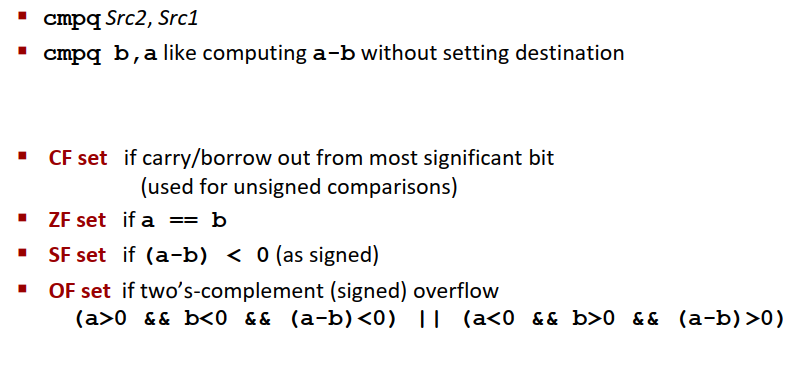 ▪ cmpq Src2, Src1
▪ cmpq b,a like computing a-b without setting destination
▪ CF set if carry/borrow out from most significant bit
(used for unsigned comparisons)
▪ ZF set if a == b
▪ SF set if (a-b) < 0 (as signed)
▪ OF set if two's-complement (signed) overflow
(a>0 && b<0 && (a-b)<0) || (a<0 && b>0 && (a-b)>0)